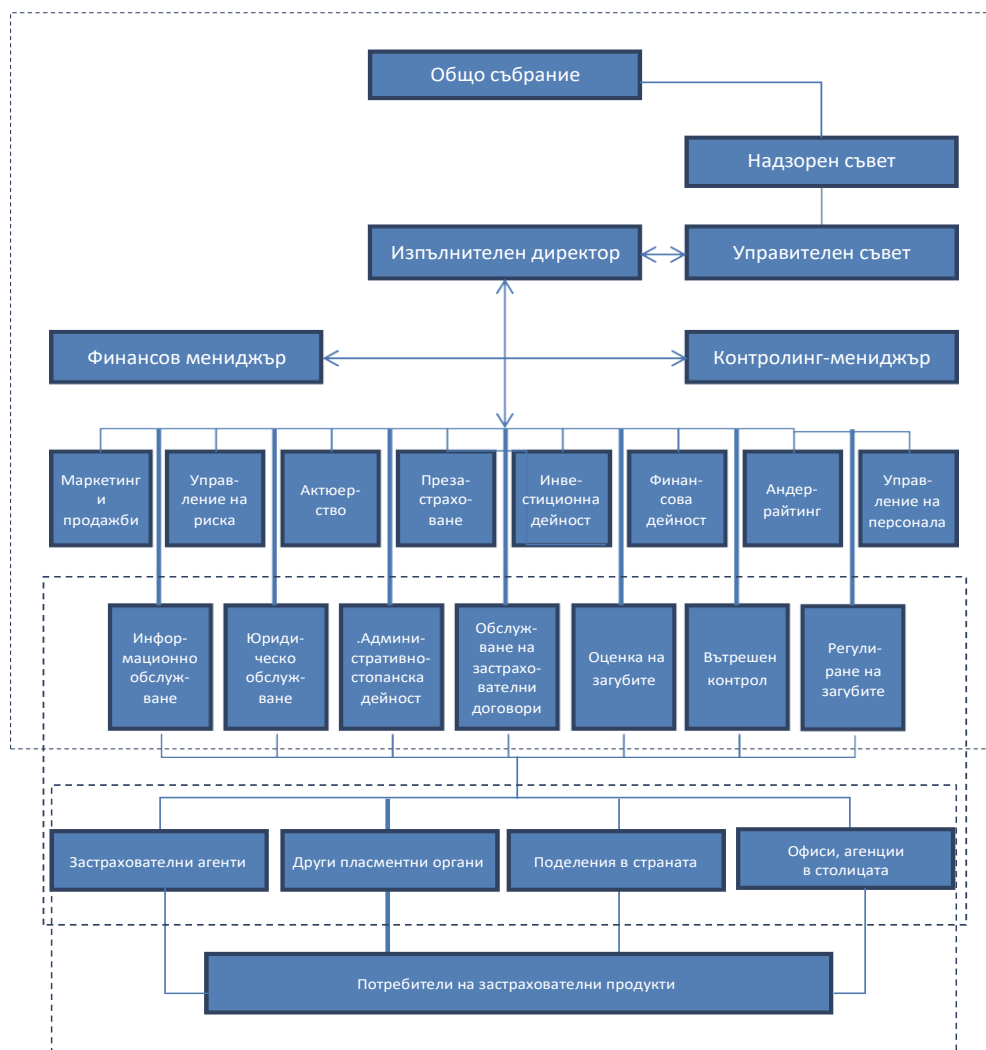 Общо събрание
Надзорен съвет
Изпълнителен директор
Управителен съвет
Финансов мениджър
Контролинг-мениджър
Маркетинг
и
продажби
Управ-
ление на
риска
Актюер-
ство
През­а-
страхо-
ване
Инве-
стиционна
дейност
Финан-
сова
дейност
Андер-
райтинг
Управ-
ление на
персонала
Инфор-
мационно
обслуж-
ване
Юриди-
ческо
обслуж-
ване
.Админи-
стративно-
стопанска
дейност
Обслуж-
ване на
застрахо-
вателни
договори
Оценка на
загубите
Вътрешен
контрол
Регули-
ране на
загубите
Застрахователни агенти
Други пласментни органи
Поделения в страната
Офиси, агенции
в столицата
Потребители на застрахователни продукти